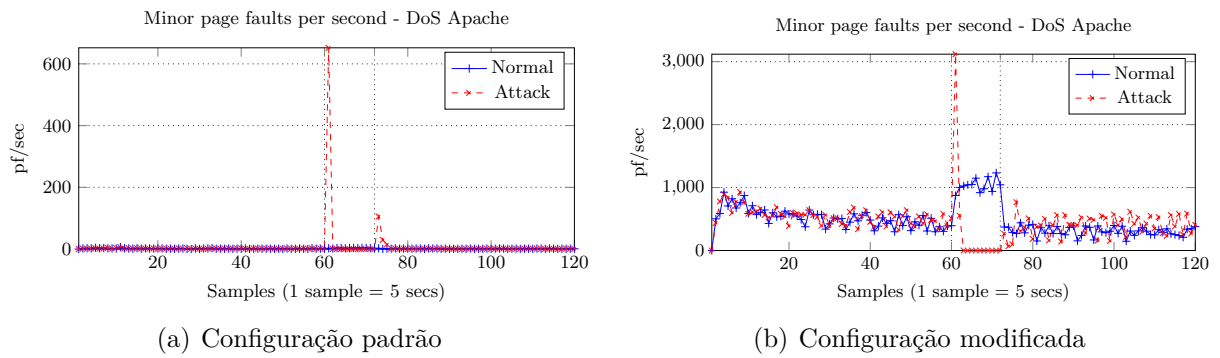 Minor page faults per second - DoS Apache
600
400
200
0
pf/sec
Normal
Attack
20
40
60
80
100
120
Samples (1 sample = 5 secs)
(a) Configuração padrão
Minor page faults per second - DoS Apache
3,000
2,000
1,000
0
pf/sec
Normal
Attack
20
40
60
80
100
120
Samples (1 sample = 5 secs)
(b) Configuração modificada